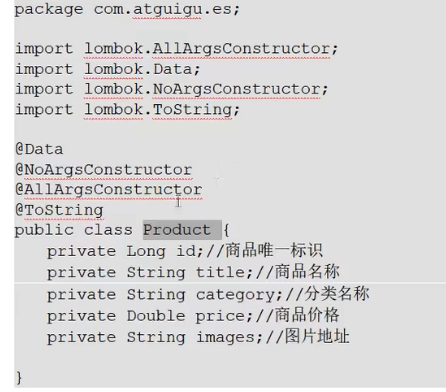 package com.atguigu.es;
import lombok.AllArgsConstructor;
import lombok.Data;
import lombok.NoArgsConstructor;
import lombok.ToString;
@Data
@NoArgsConstructor
@AllArgsConstructor
@ToString
public class Product {
private Long id;//商品唯一标识
private String title;//商品名称
private String category;//分类名称
private Double price;//商品价格
private String images;//图片地址
}